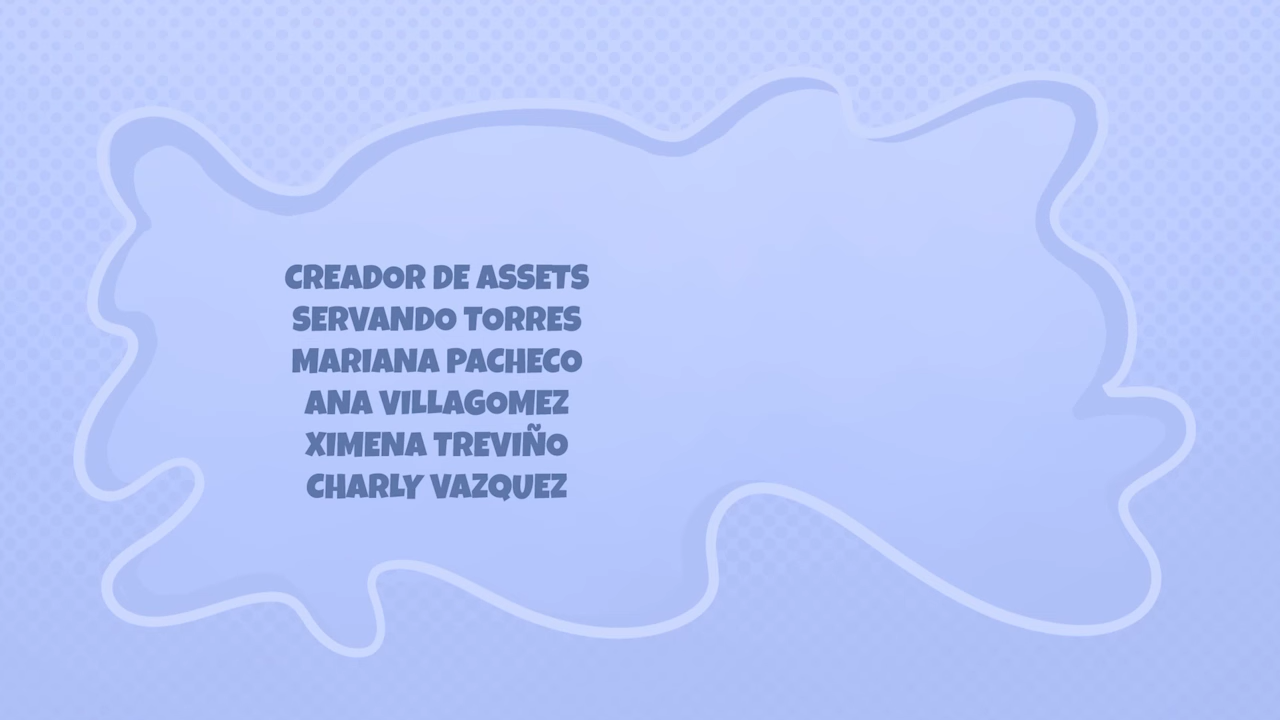 CREADOR DE ASSETS
SERVANDO TORRES
MARIANA PACHECO
ANA VILLAGOMEZ
XIMENA TREVIÑO
CHARLY VAZQUEZ